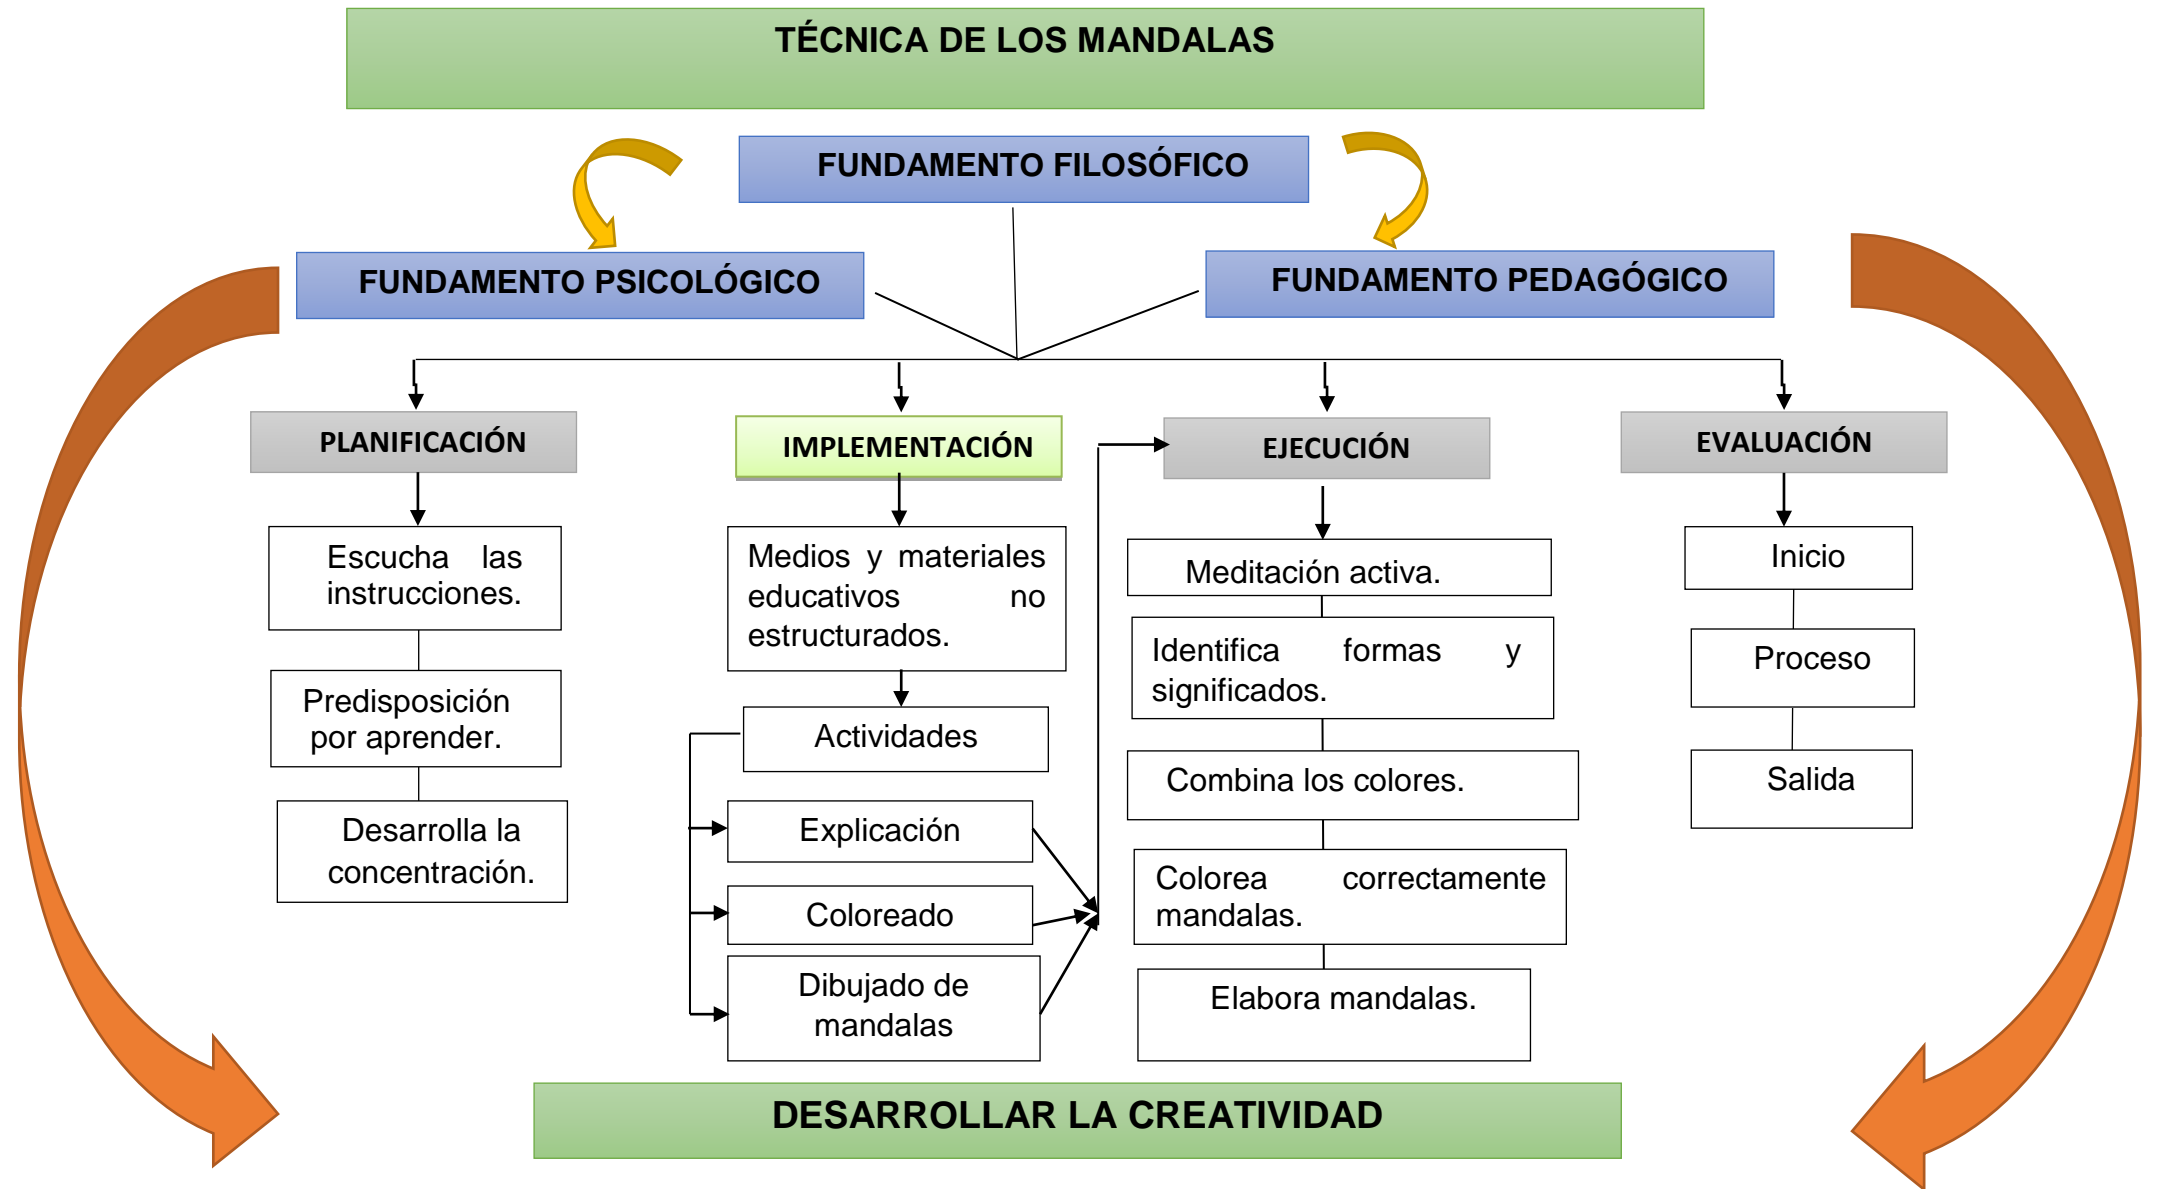 TÉCNICA DE LOS MANDALAS
FUNDAMENTO FILOSÓFICO
FUNDAMENTO PSICOLÓGICO
FUNDAMENTO PEDAGÓGICO
PLANIFICACIÓN
Escucha las
instrucciones.
Predisposición
por aprender.
Desarrolla la
concentración.
IMPLEMENTACIÓN
Medios y materiales
educativos no
estructurados.
Actividades
Explicación
Coloreado
Dibujado de
mandalas
EJECUCIÓN
Meditación activa.
Identifica formas y
significados.
Combina los colores.
Colorea correctamente
mandalas.
Elabora mandalas.
EVALUACIÓN
Inicio
Proceso
Salida
DESARROLLAR LA CREATIVIDAD